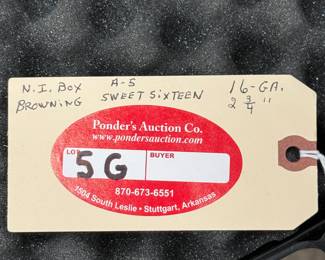 N.I. BOX A-5 16-GA.
BROWNING SWEET SIXTEEN 2 3/4"
Ponder's Auction Co.
www.pondersauction.com
LOT BUYER
5G
870-673-6551
1504 South Leslie • Stuttgart, Arkansas